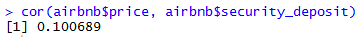 > cor(airbnb$price, airbnb$security_deposit)
[1] 0.100689